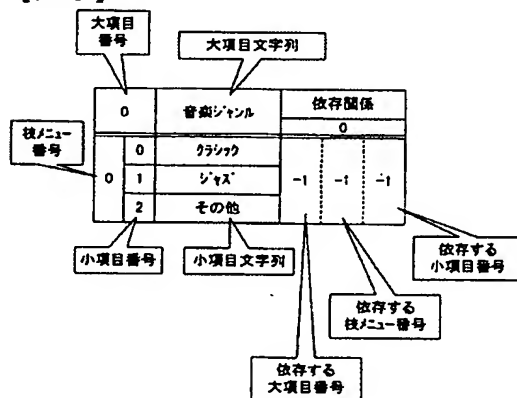 大項目
番号
大項目文字列
0 音楽ジャンル 依存関係
0
枝メニュー
番号
0 0 クラシック -1 -1 -1
1 ジャズ
2 その他
小項目番号
小項目文字列
依存する
小項目番号
依存する
枝メニュー番号
依存する
大項目番号